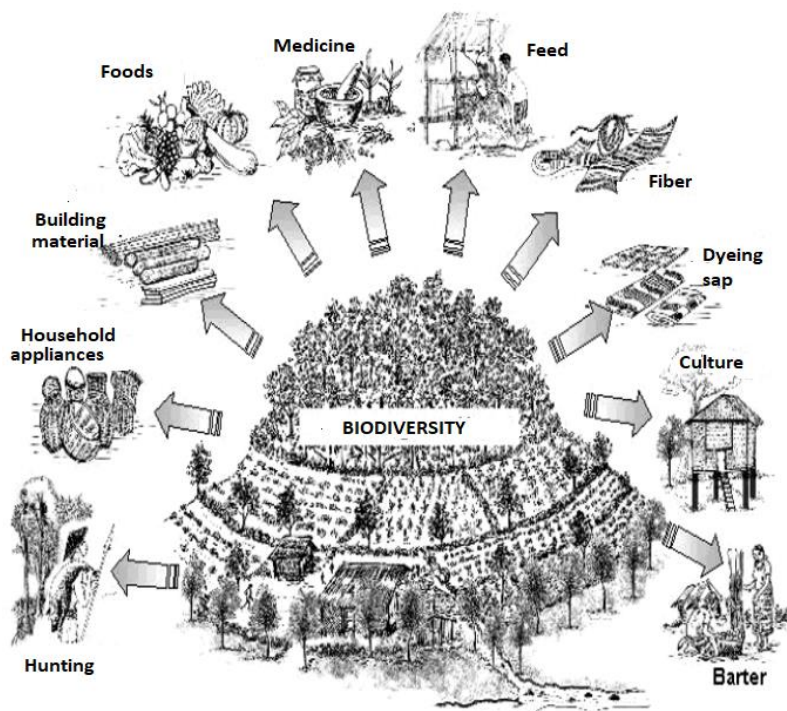 Medicine
Feed
Foods
Fiber
Building
material
Dyeing
sap
Household
appliances
Culture
BIODIVERSITY
Hunting
Barter